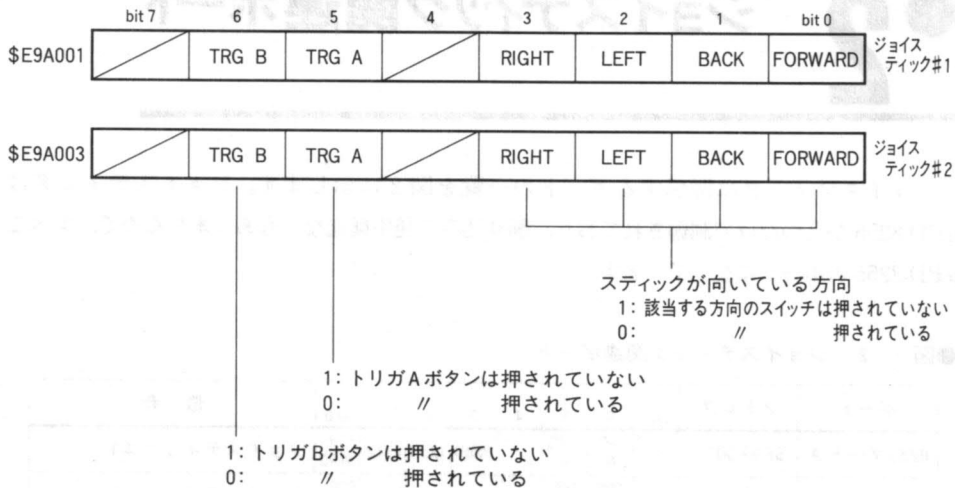 bit 7 6 5 4 3 2 1 bit 0
$E9A001 TRG B TRG A RIGHT LEFT BACK FORWARD ジョイス
ティック#1
$E9A003 TRG B TRG A RIGHT LEFT BACK FORWARD ジョイス
ティック#2
スティックが向いている方向
1: 該当する方向のスイッチは押されていない
0: 〃 押されている
1: トリガAボタンは押されていない
0: 〃 押されている
1: トリガBボタンは押されていない
0: 〃 押されている